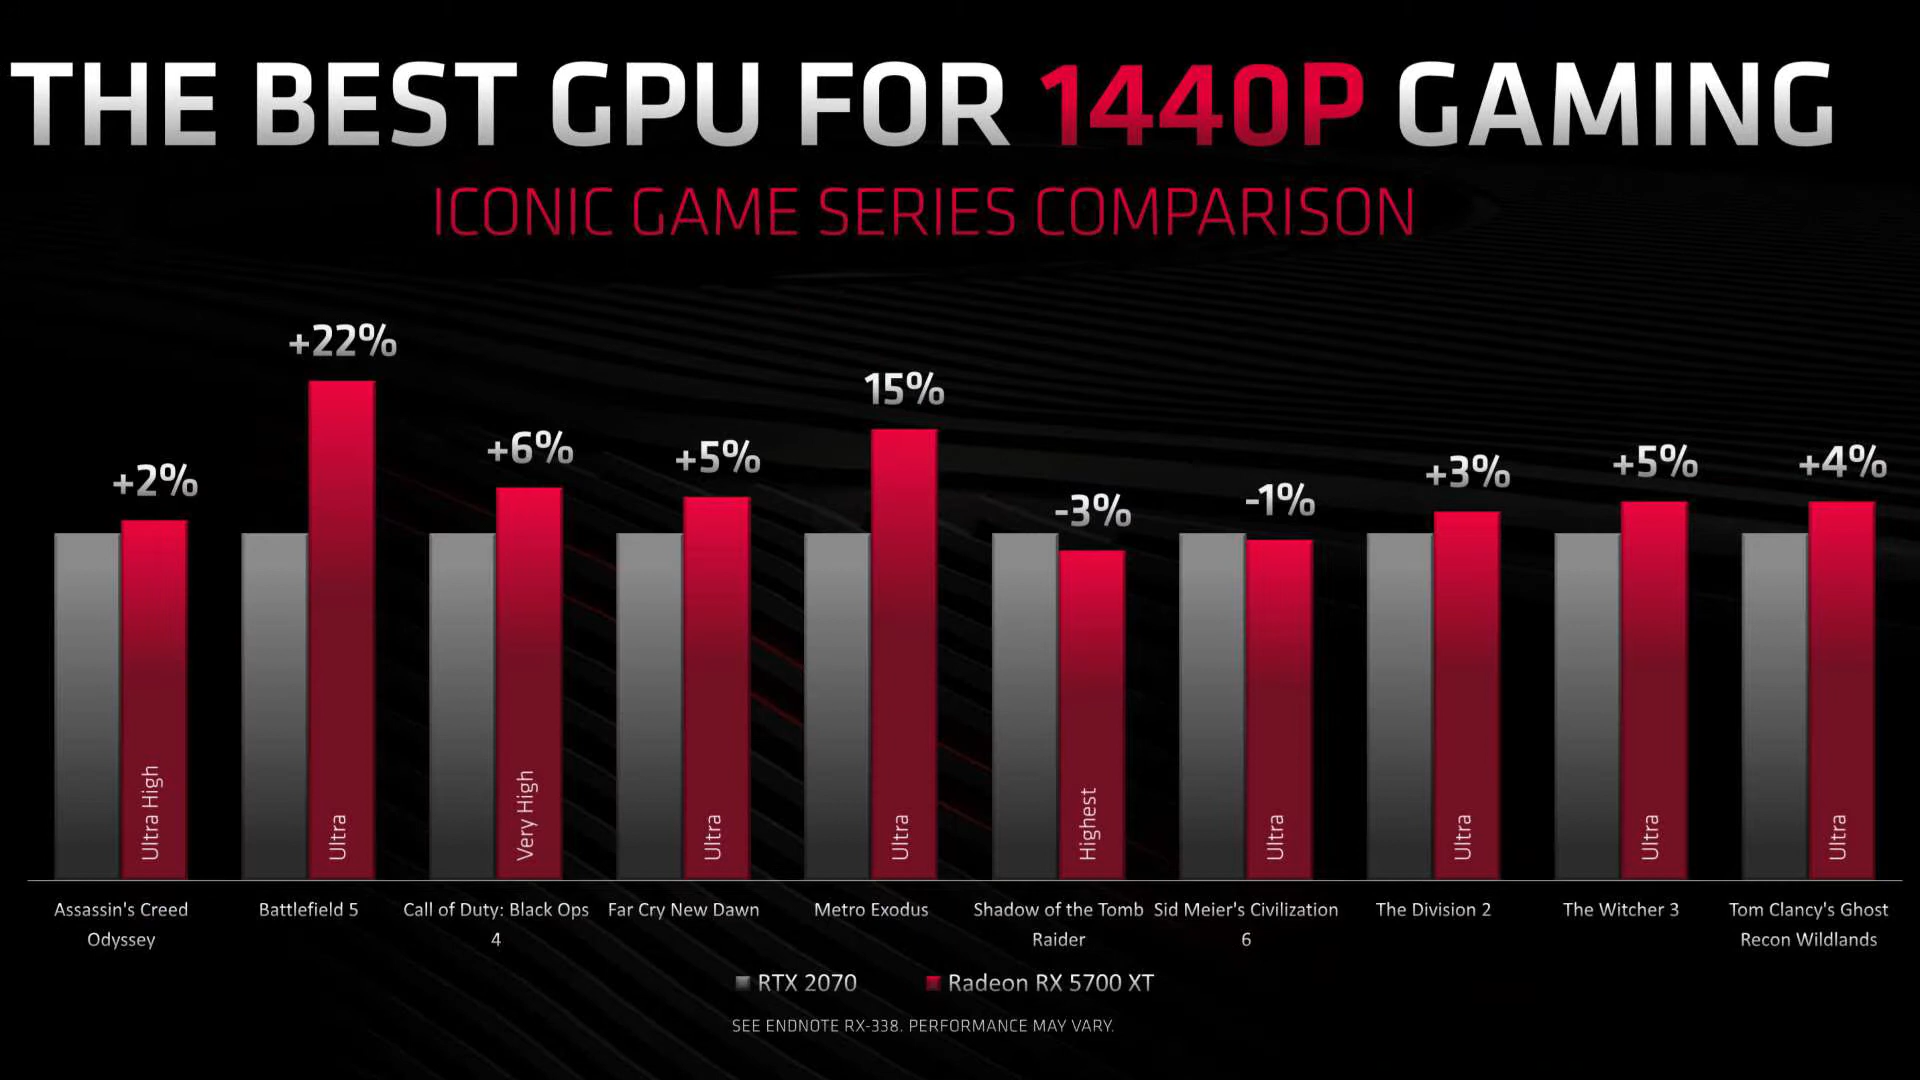 THE BEST GPU FOR 1440P GAMING
ICONIC GAME SERIES COMPARISON
+2%
+22%
+6%
+5%
15%
-3%
-1%
+3%
+5%
+4%
Ultra High
Ultra
Very High
Ultra
Ultra
Highest
Ultra
Ultra
Ultra
Ultra
Assassin's Creed
Odyssey
Battlefield 5
Call of Duty: Black Ops
4
Far Cry New Dawn
Metro Exodus
Shadow of the Tomb
Raider
Sid Meier's Civilization
6
The Division 2
The Witcher 3
Tom Clancy's Ghost
Recon Wildlands
RTX 2070
Radeon RX 5700 XT
SEE ENDNOTE RX-338. PERFORMANCE MAY VARY.